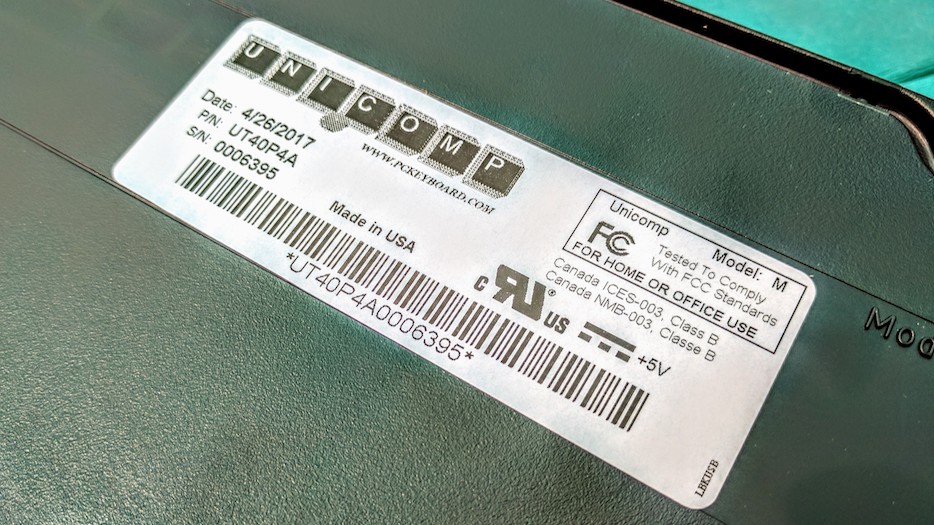 UNICOMP
WWW.PCKEYBOARD.COM
Date: 4/26/2017
P/N: UT40P4A
S/N: 0006395
Made in USA
*UT40P4A0006395*
Unicomp Model: M
FC Tested To Comply
With FCC Standards
FOR HOME OR OFFICE USE
Canada ICES-003, Class B
Canada NMB-003, Classe B
c RU® US
+5V
LBKUSB
Mod